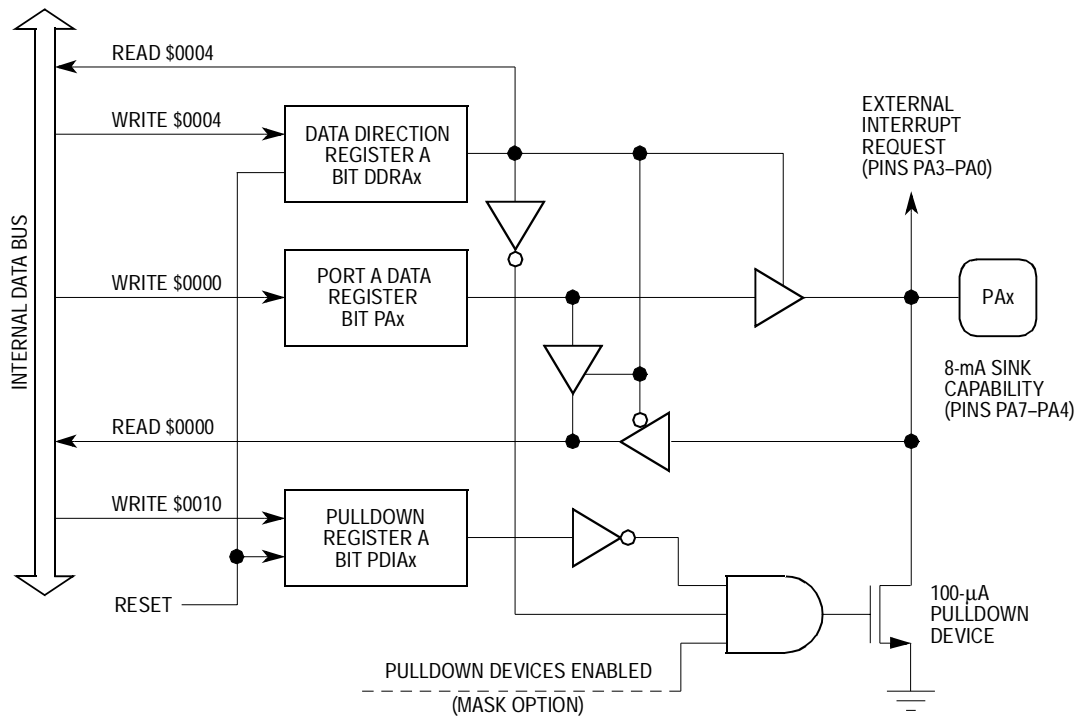 READ $0004
WRITE $0004
DATA DIRECTION
REGISTER A
BIT DDRAx
EXTERNAL
INTERRUPT
REQUEST
(PINS PA3–PA0)
INTERNAL DATA BUS
WRITE $0000
PORT A DATA
REGISTER
BIT PAx
PAx
8-mA SINK
CAPABILITY
(PINS PA7–PA4)
READ $0000
WRITE $0010
PULLDOWN
REGISTER A
BIT PDIAx
RESET
100-µA
PULLDOWN
DEVICE
PULLDOWN DEVICES ENABLED
(MASK OPTION)